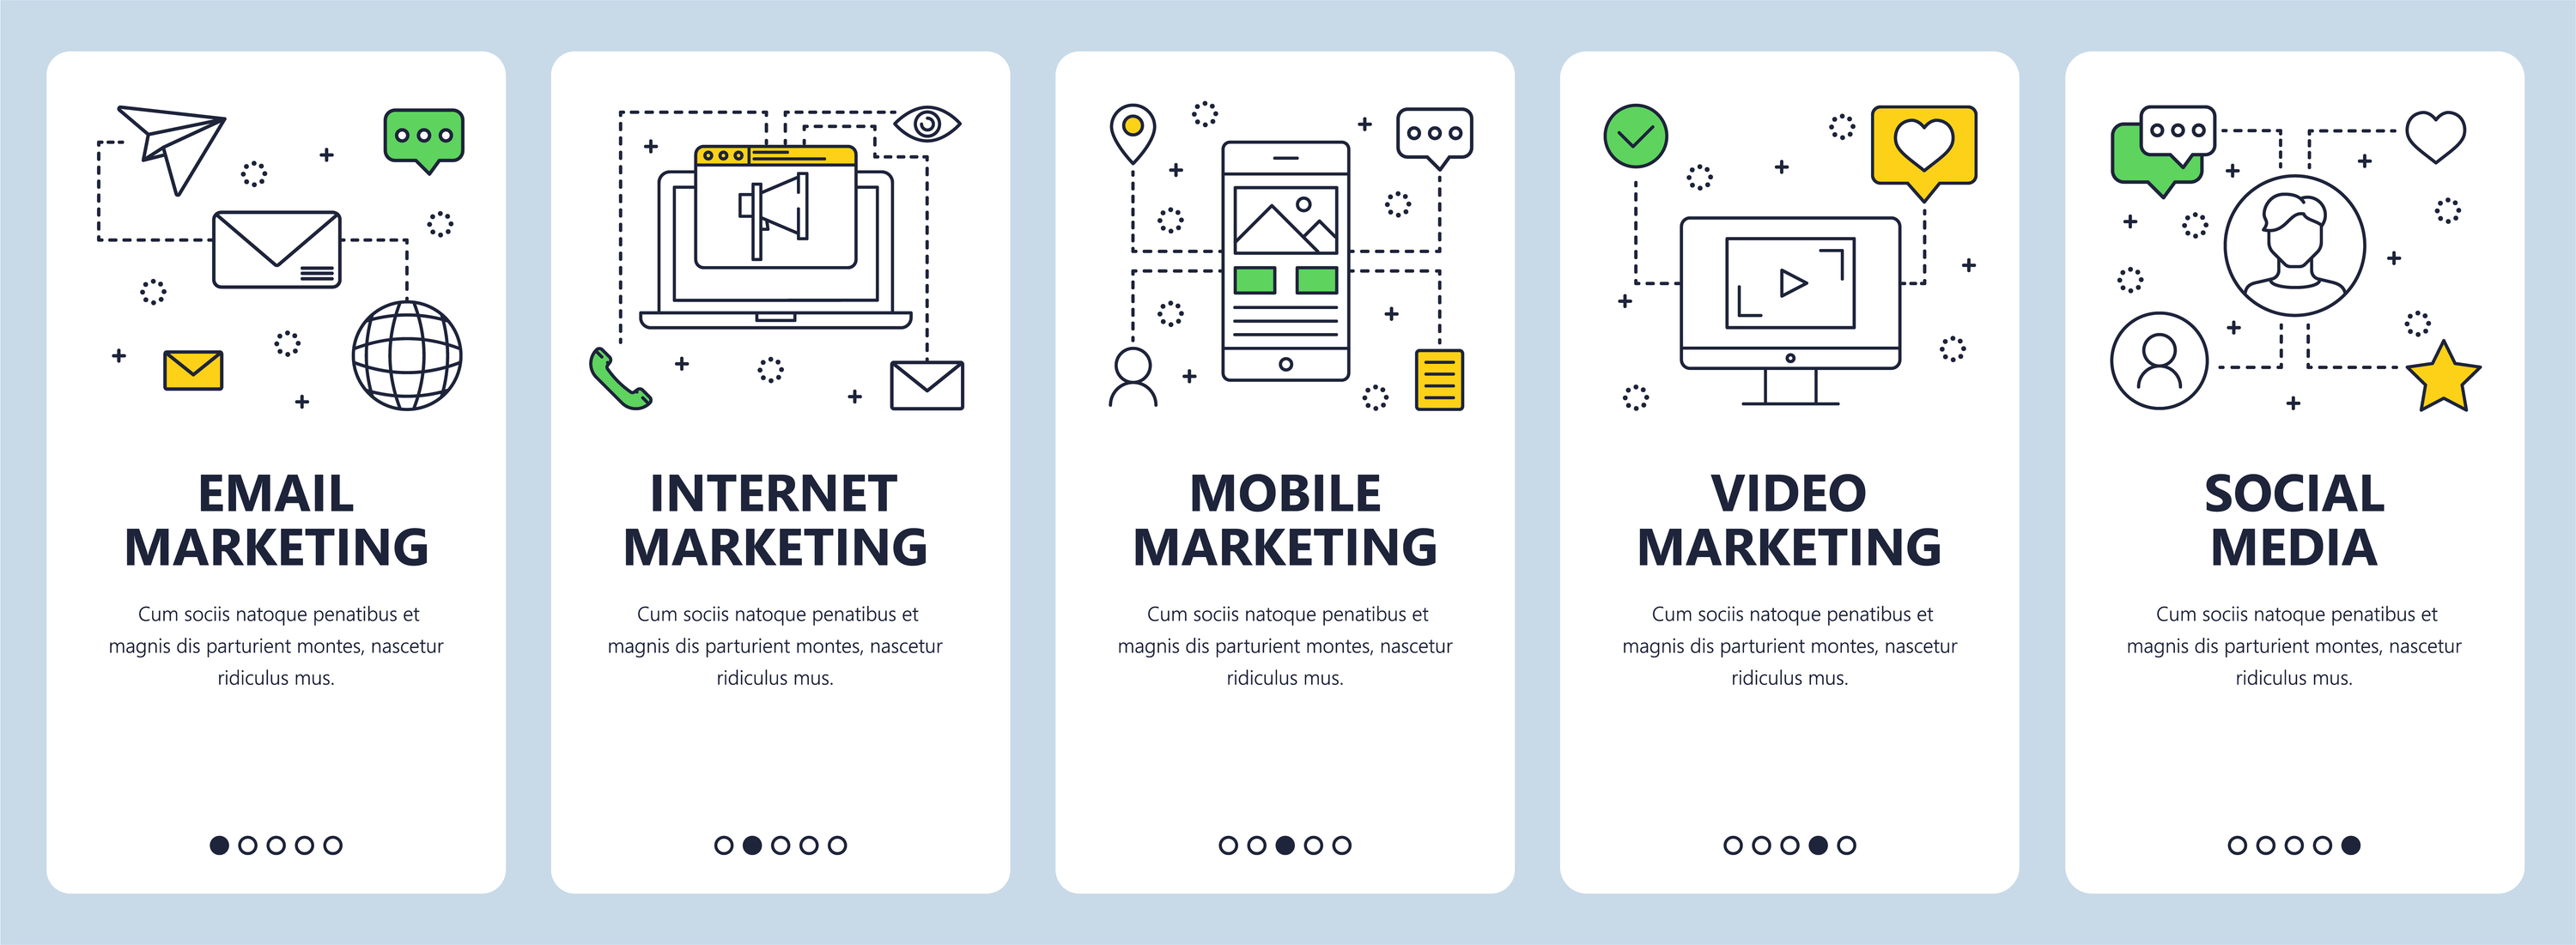 EMAIL
MARKETING
Cum sociis natoque penatibus et
magnis dis parturient montes, nascetur
ridiculus mus.
INTERNET
MARKETING
Cum sociis natoque penatibus et
magnis dis parturient montes, nascetur
ridiculus mus.
MOBILE
MARKETING
Cum sociis natoque penatibus et
magnis dis parturient montes, nascetur
ridiculus mus.
VIDEO
MARKETING
Cum sociis natoque penatibus et
magnis dis parturient montes, nascetur
ridiculus mus.
SOCIAL
MEDIA
Cum sociis natoque penatibus et
magnis dis parturient montes, nascetur
ridiculus mus.